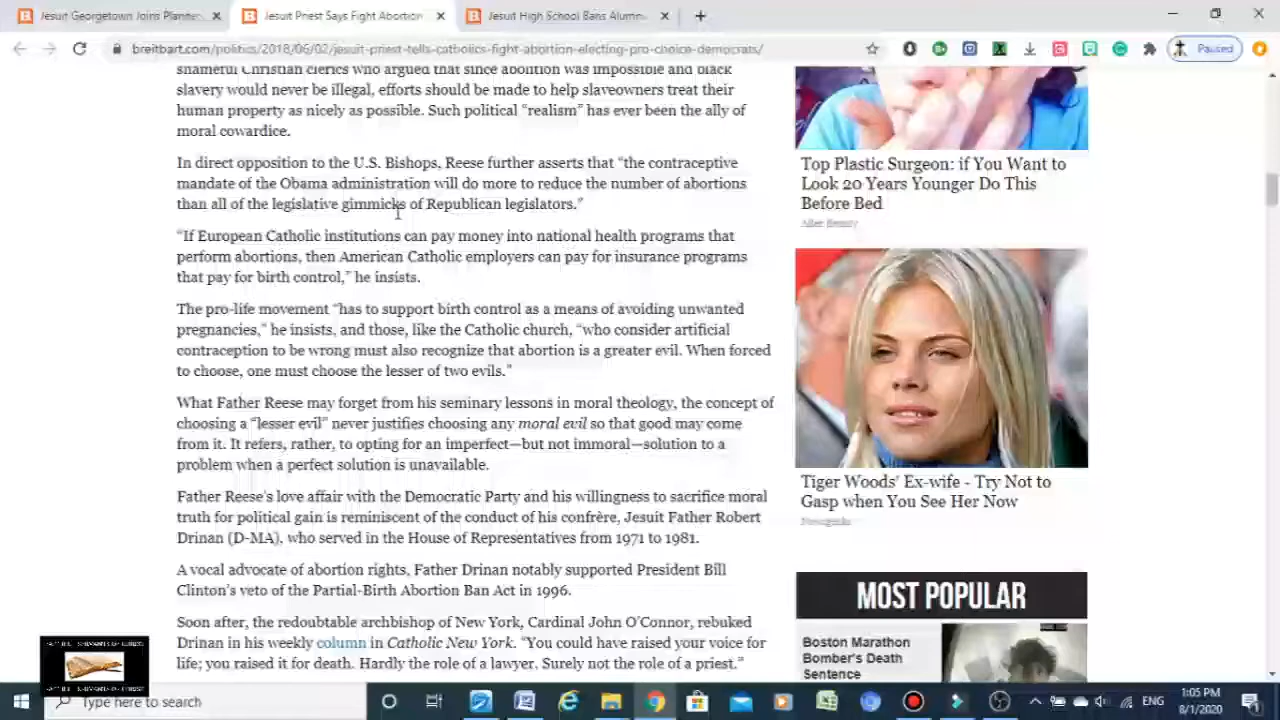 Jesuit Georgetown Joins Planne
Jesuit Priest Says Fight Abortion
Jesuit High School Bans Alumn
breitbart.com/politics/2018/06/02/jesuit-priest-tells-catholics-fight-abortion-electing-pro-choice-democrats/
Paused
shameful Christian clerics who argued that since abolition was impossible and black
slavery would never be illegal, efforts should be made to help slaveowners treat their
human property as nicely as possible. Such political “realism” has ever been the ally of
moral cowardice.
In direct opposition to the U.S. Bishops, Reese further asserts that “the contraceptive
mandate of the Obama administration will do more to reduce the number of abortions
than all of the legislative gimmicks of Republican legislators.”
“If European Catholic institutions can pay money into national health programs that
perform abortions, then American Catholic employers can pay for insurance programs
that pay for birth control,” he insists.
The pro-life movement “has to support birth control as a means of avoiding unwanted
pregnancies,” he insists, and those, like the Catholic church, “who consider artificial
contraception to be wrong must also recognize that abortion is a greater evil. When forced
to choose, one must choose the lesser of two evils.”
What Father Reese may forget from his seminary lessons in moral theology, the concept of
choosing a “lesser evil” never justifies choosing any moral evil so that good may come
from it. It refers, rather, to opting for an imperfect—but not immoral—solution to a
problem when a perfect solution is unavailable.
Father Reese’s love affair with the Democratic Party and his willingness to sacrifice moral
truth for political gain is reminiscent of the conduct of his confrère, Jesuit Father Robert
Drinan (D-MA), who served in the House of Representatives from 1971 to 1981.
A vocal advocate of abortion rights, Father Drinan notably supported President Bill
Clinton’s veto of the Partial-Birth Abortion Ban Act in 1996.
Soon after, the redoubtable archbishop of New York, Cardinal John O’Connor, rebuked
Drinan in his weekly column in Catholic New York. “You could have raised your voice for
life; you raised it for death. Hardly the role of a lawyer. Surely not the role of a priest.”
Top Plastic Surgeon: if You Want to
Look 20 Years Younger Do This
Before Bed
Tiger Woods' Ex-wife - Try Not to
Gasp when You See Her Now
MOST POPULAR
Boston Marathon
Bomber's Death
Sentence
Type here to search
ENG
1:05 PM
8/1/2020